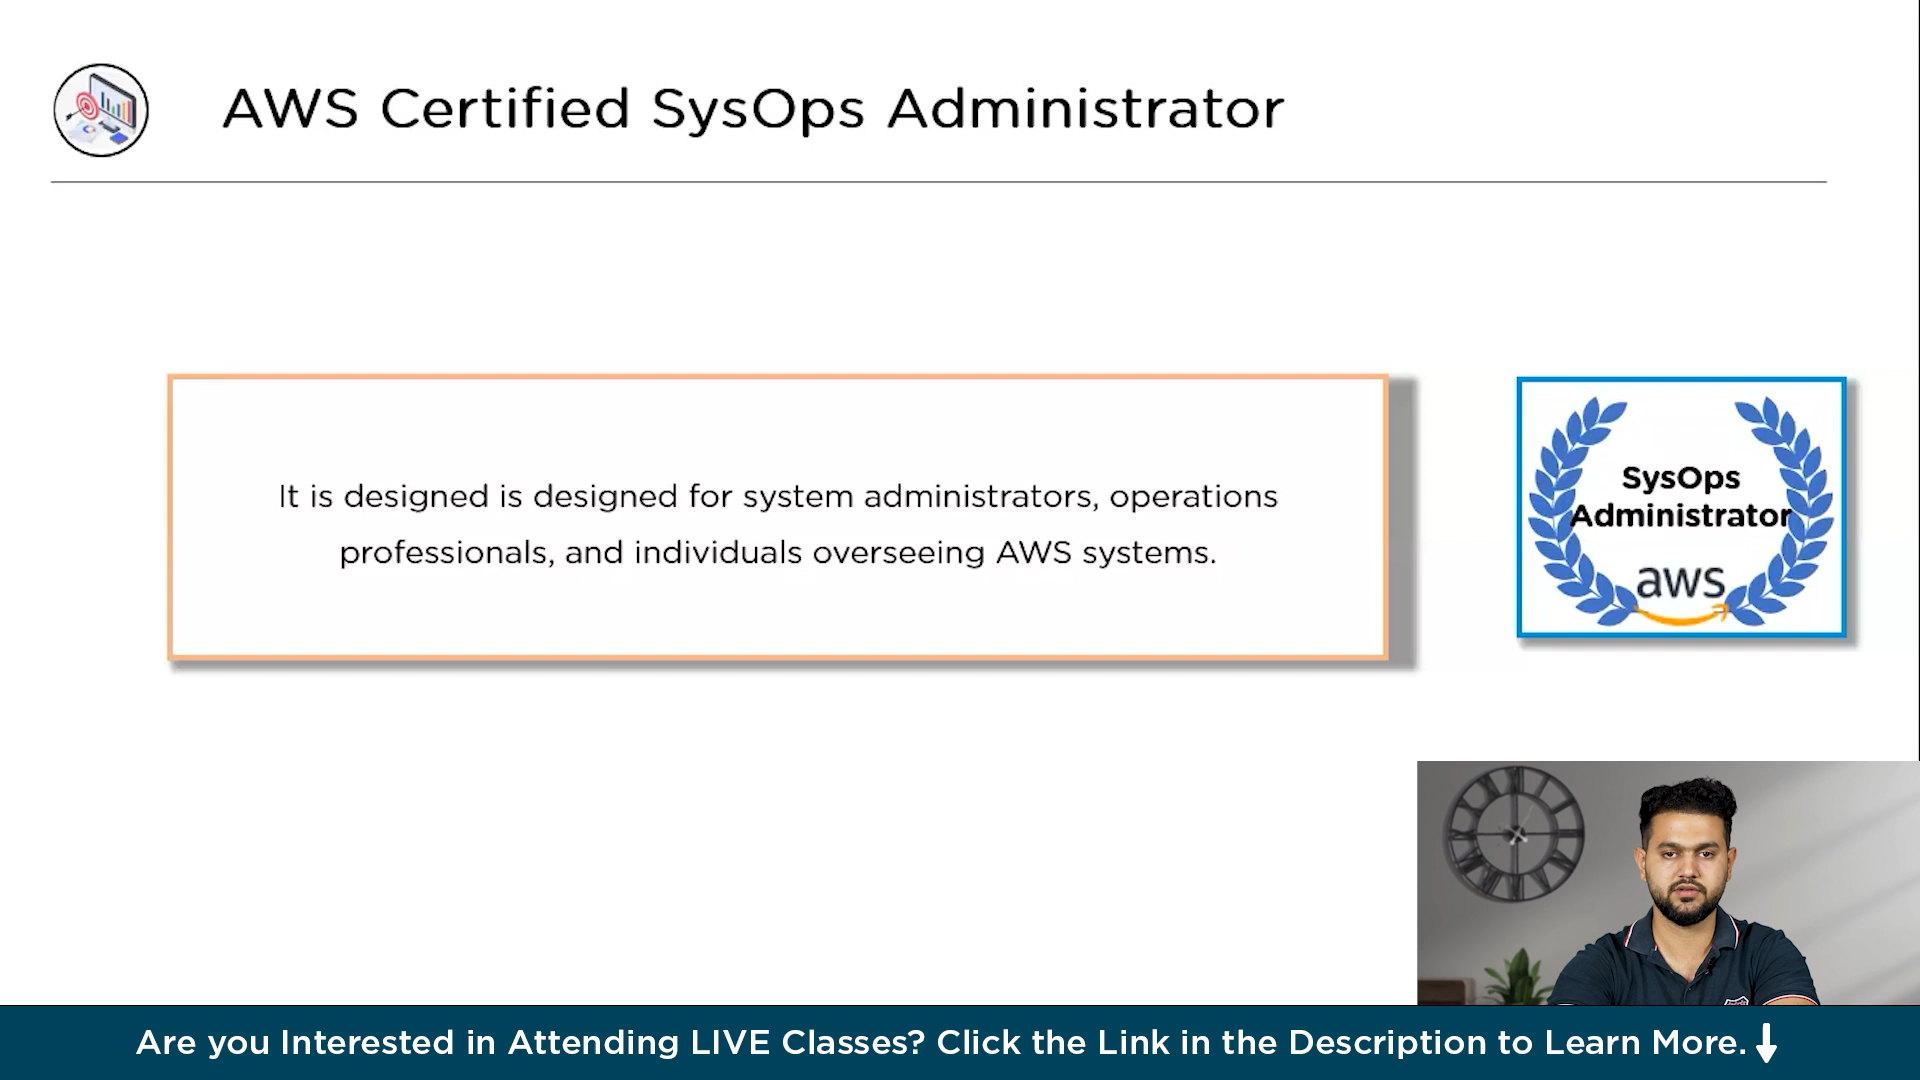 AWS Certified SysOps Administrator
It is designed is designed for system administrators, operations
professionals, and individuals overseeing AWS systems.
SysOps
Administrator
aws
Are you Interested in Attending LIVE Classes? Click the Link in the Description to Learn More.